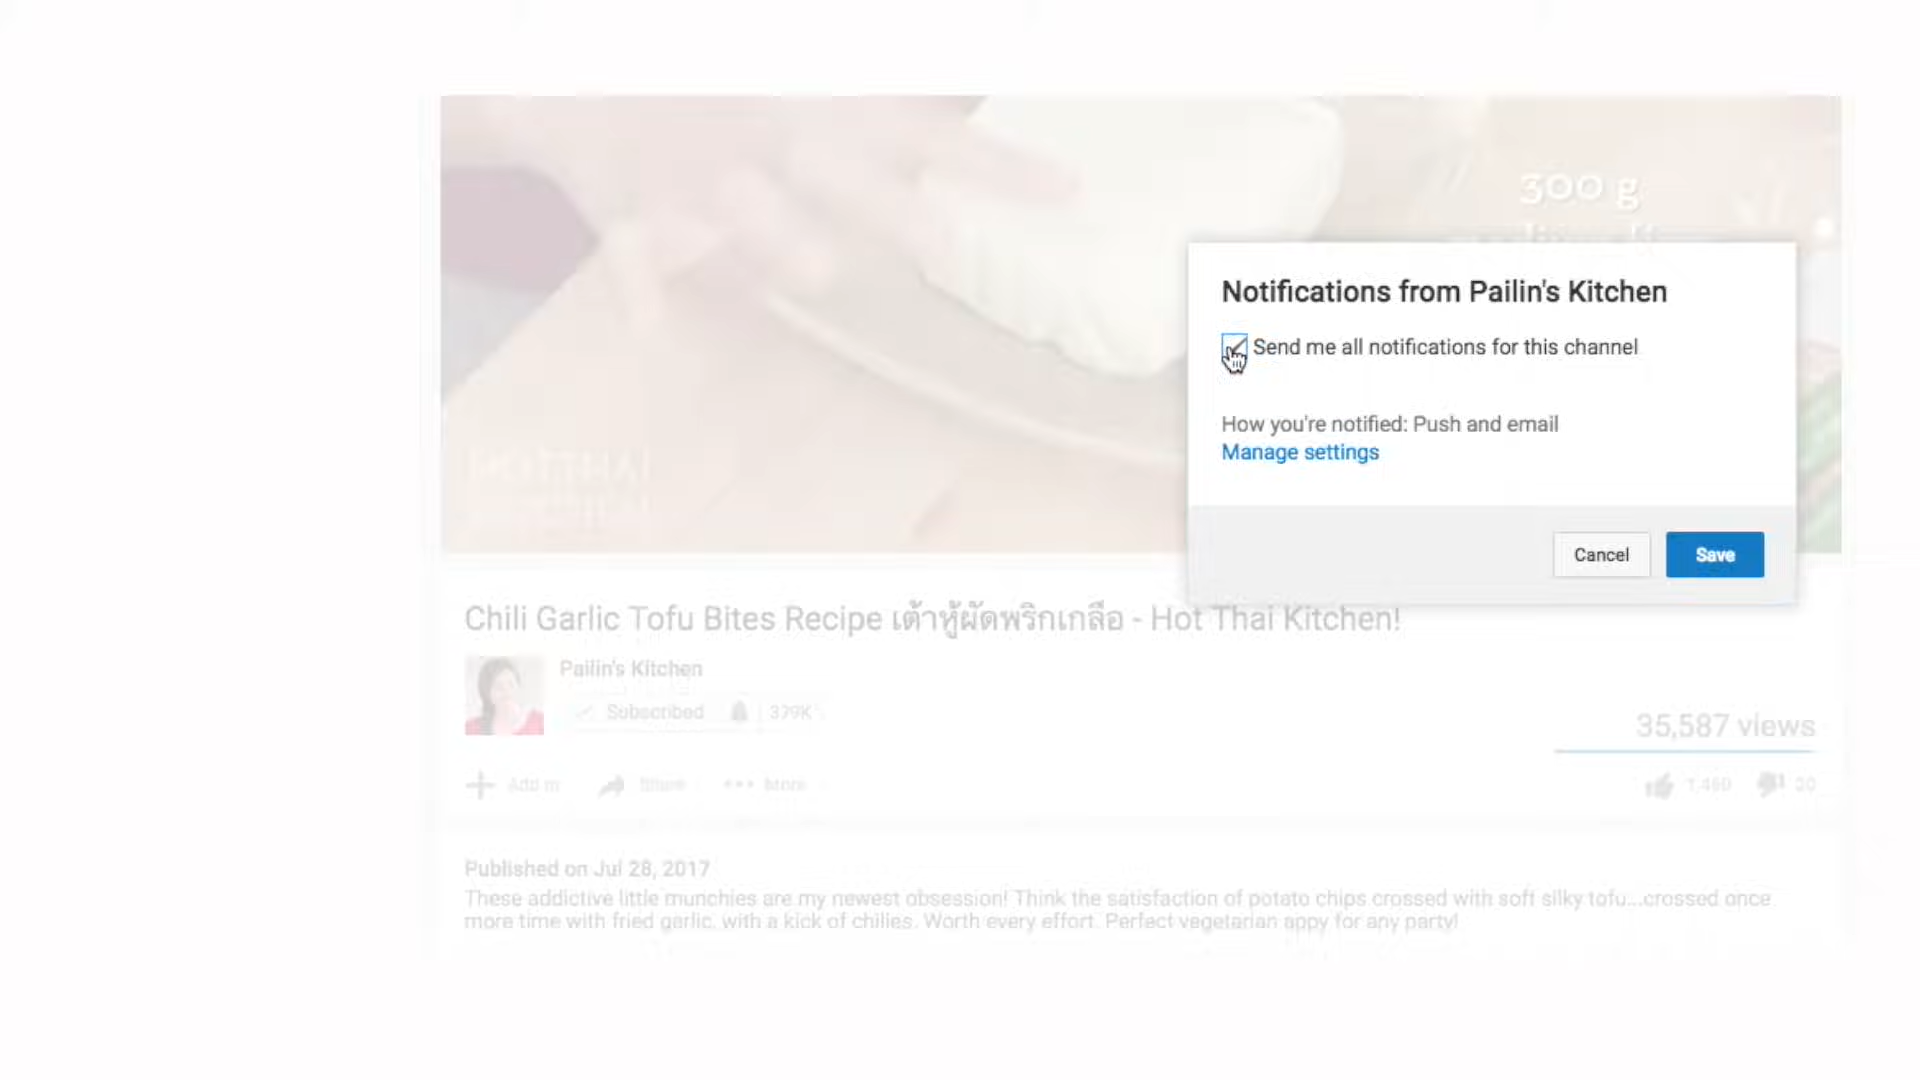 300 g
Notifications from Pailin's Kitchen
Send me all notifications for this channel
How you're notified: Push and email
Manage settings
Cancel
Save
Chili Garlic Tofu Bites Recipe เต้าหู้ผัดพริกเกลือ - Hot Thai Kitchen!
Pailin's Kitchen
Subscribed
35,587 views
Share
More
Published on Jul 28, 2017
These addictive little munchies are my newest obsession! Think the satisfaction of potato chips crossed with soft silky tofu...crossed once
more time with fried garlic, with a kick of chilies. Worth every effort. Perfect vegetarian appy for any party!